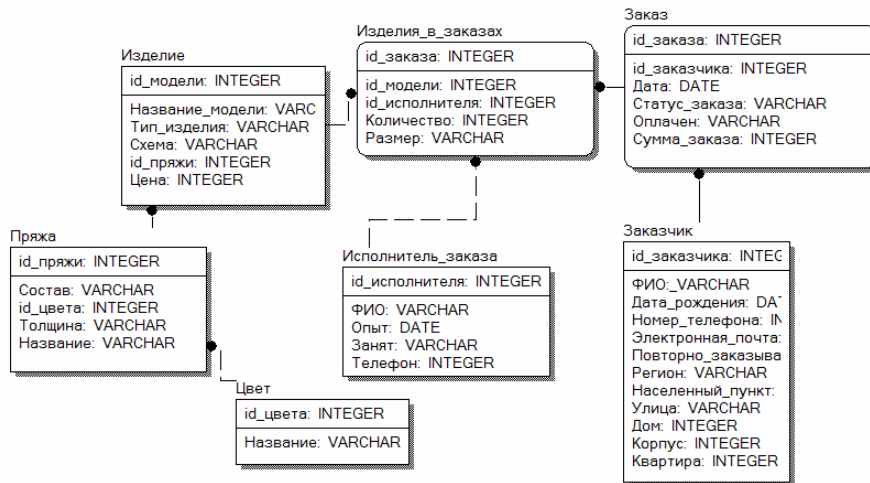 Изделие
id_модели: INTEGER
Название_модели: VARC
Тип_изделия: VARCHAR
Схема: VARCHAR
id_пряжи: INTEGER
Цена: INTEGER
Изделия_в_заказах
id_заказа: INTEGER
id_модели: INTEGER
id_исполнителя: INTEGER
Количество: INTEGER
Размер: VARCHAR
Заказ
id_заказа: INTEGER
id_заказчика: INTEGER
Дата: DATE
Статус_заказа: VARCHAR
Оплачен: VARCHAR
Сумма_заказа: INTEGER
Пряжа
id_пряжи: INTEGER
Состав: VARCHAR
id_цвета: INTEGER
Толщина: VARCHAR
Название: VARCHAR
Исполнитель_заказа
id_исполнителя: INTEGER
ФИО: VARCHAR
Опыт: DATE
Занят: VARCHAR
Телефон: INTEGER
Заказчик
id_заказчика: INTEG
ФИО:_VARCHAR
Дата_рождения: DAT
Номер_телефона: IN
Электронная_почта:
Повторно_заказыва
Регион: VARCHAR
Населенный_пункт:
Улица: VARCHAR
Дом: INTEGER
Корпус: INTEGER
Квартира: INTEGER
Цвет
id_цвета: INTEGER
Название: VARCHAR